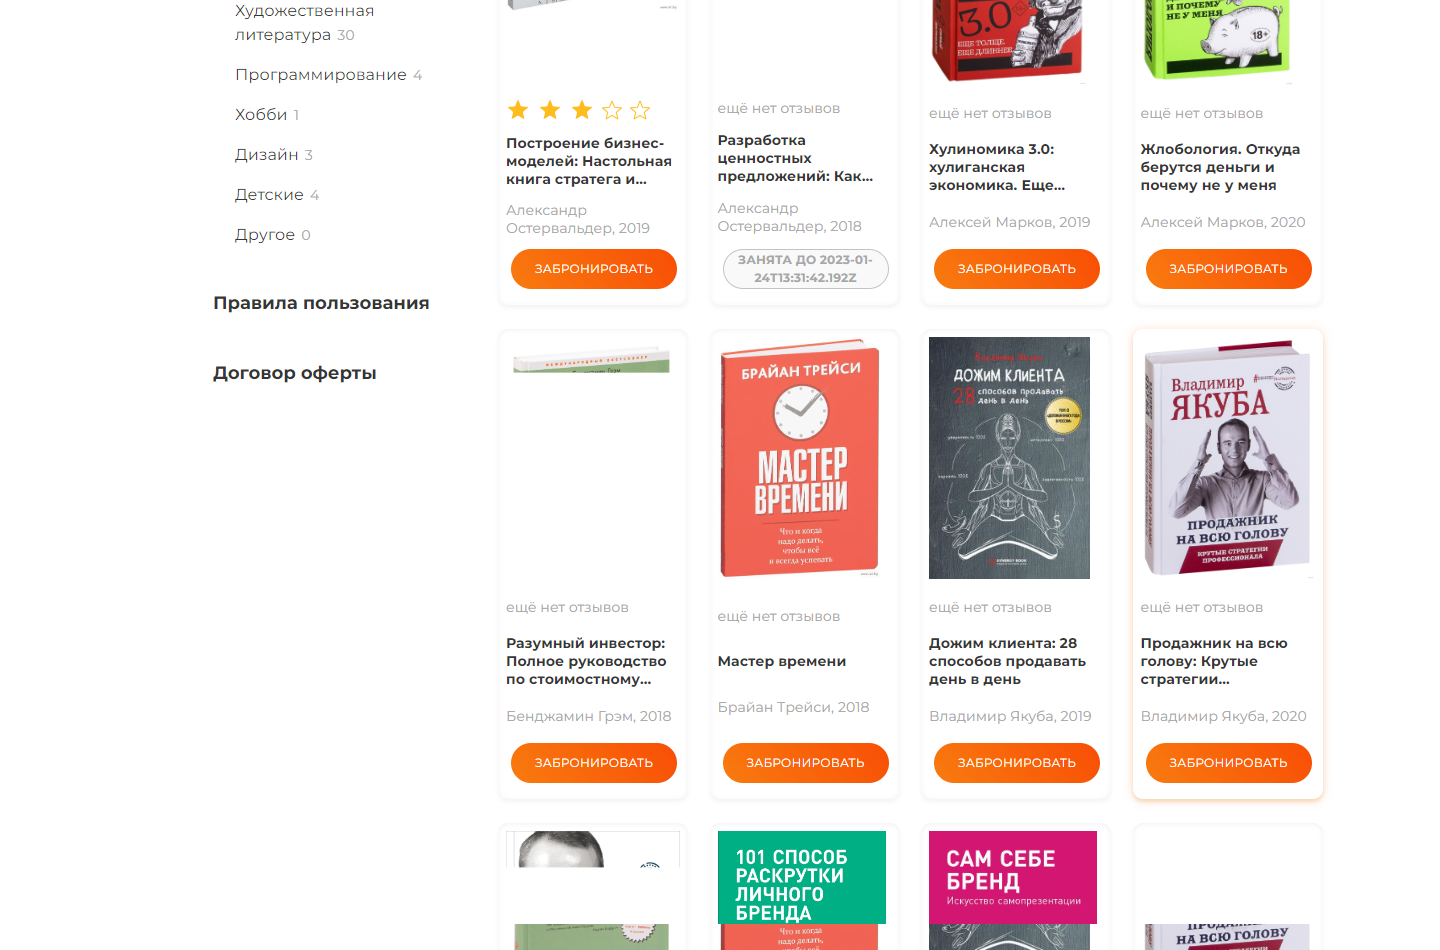 Художественная
литература 30
Программирование 4
Хобби 1
Дизайн 3
Детские 4
Другое 0
Правила пользования
Договор оферты
3.0
ЕЩЕ ТОЛЩЕ.
ЕЩЕ ДЛИННЕЕ.
И ПОЧЕМУ
НЕ У МЕНЯ
18+
Построение бизнес-
моделей: Настольная
книга стратега и...
Александр
Остервальдер, 2019
ЗАБРОНИРОВАТЬ
ещё нет отзывов
Разработка
ценностных
предложений: Как...
Александр
Остервальдер, 2018
ЗАНЯТА ДО 2023-01-
24T13:31:42.192Z
ещё нет отзывов
Хулиномика 3.0:
хулиганская
экономика. Еще...
Алексей Марков, 2019
ЗАБРОНИРОВАТЬ
ещё нет отзывов
Жлобология. Откуда
берутся деньги и
почему не у меня
Алексей Марков, 2020
ЗАБРОНИРОВАТЬ
МЕЖДУНАРОДНЫЙ БЕСТСЕЛЛЕР
ещё нет отзывов
Разумный инвестор:
Полное руководство
по стоимостному...
Бенджамин Грэм, 2018
ЗАБРОНИРОВАТЬ
БРАЙАН ТРЕЙСИ
МАСТЕР
ВРЕМЕНИ
Что и когда
надо делать,
чтобы всё
и всегда успевать
ещё нет отзывов
Мастер времени
Брайан Трейси, 2018
ЗАБРОНИРОВАТЬ
Владимир Якуба
ДОЖИМ КЛИЕНТА
28 способов продавать
день в день
$
SYNERGY BOOK
ещё нет отзывов
Дожим клиента: 28
способов продавать
день в день
Владимир Якуба, 2019
ЗАБРОНИРОВАТЬ
Владимир
ЯКУБА
ПРОДАЖНИК
НА ВСЮ ГОЛОВУ
КРУТЫЕ СТРАТЕГИИ
ПРОФЕССИОНАЛА
ещё нет отзывов
Продажник на всю
голову: Крутые
стратегии...
Владимир Якуба, 2020
ЗАБРОНИРОВАТЬ
101 СПОСОБ
РАСКРУТКИ
ЛИЧНОГО
БРЕНДА
Что и когда
надо делать,
САМ СЕБЕ
БРЕНД
Искусство самопрезентации
НА ВСЮ ГОЛОВУ